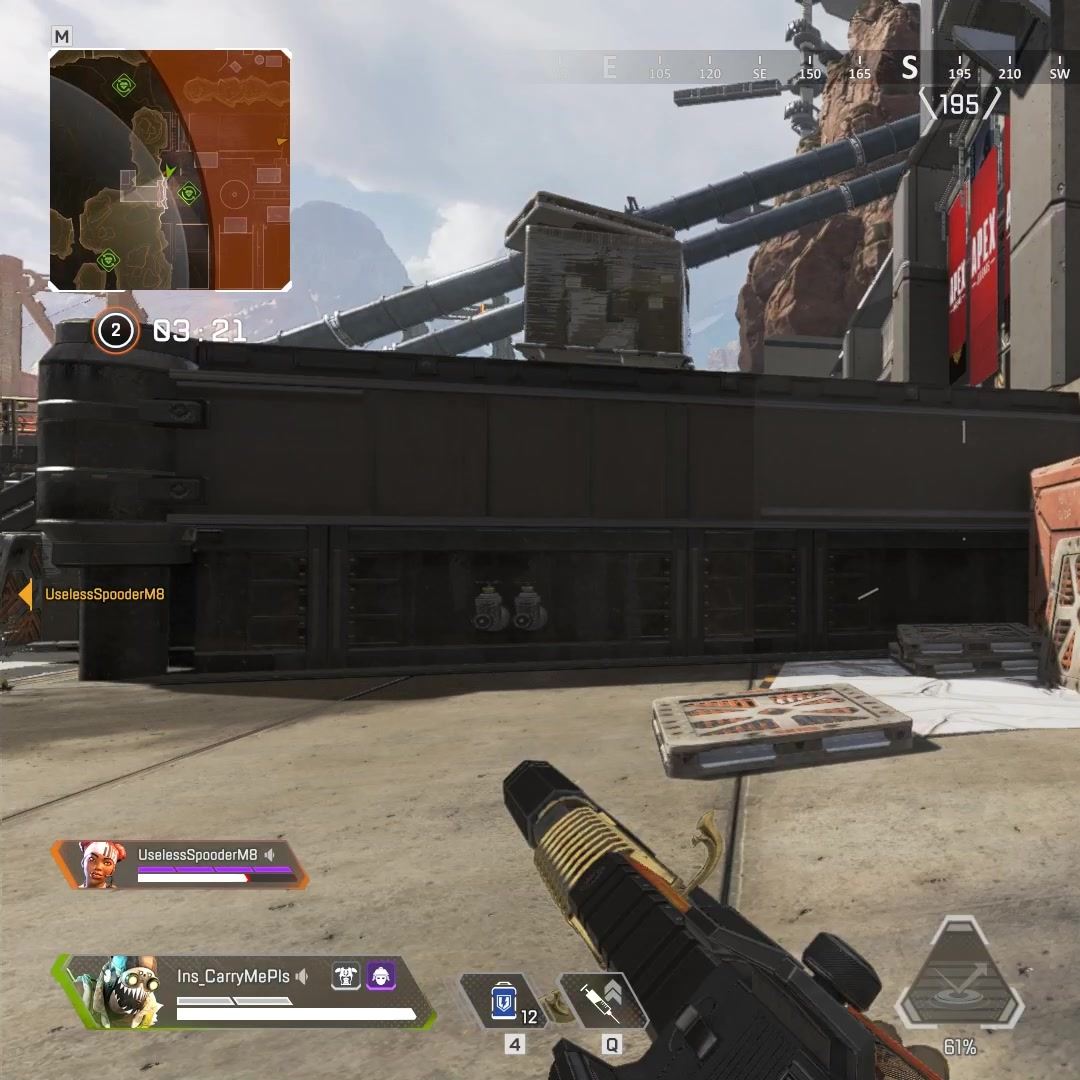 M
E 105 120 SE 150 165 S 195 210 SW
195
2 03:21
APEX APEX
UselessSpooderM8
UselessSpooderM8
Ins_CarryMePls
12
4 Q
61%